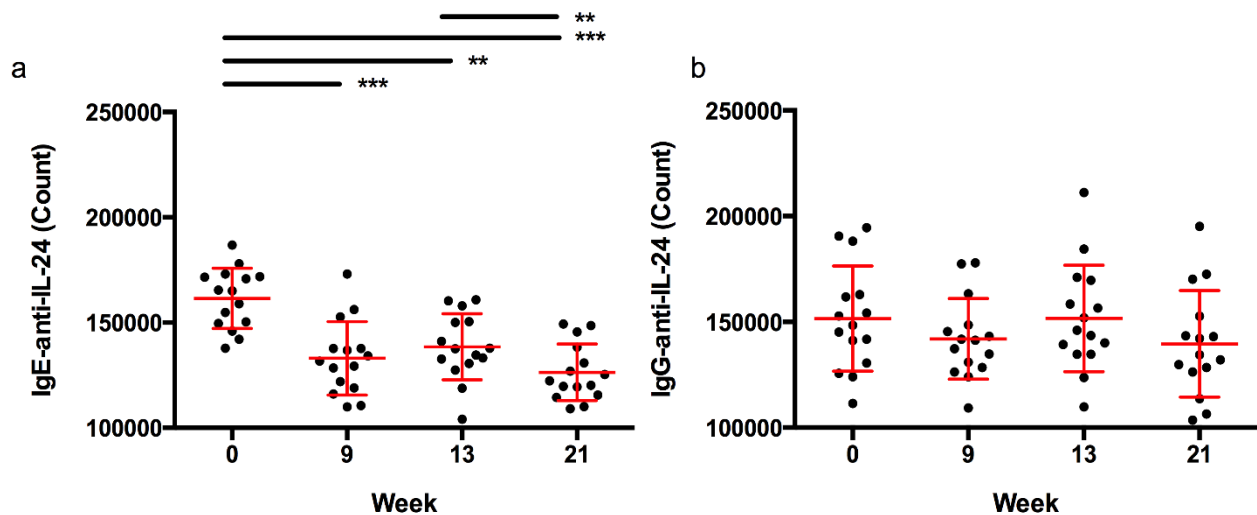 **
***
**
***
a
b
IgE-anti-IL-24 (Count)
250000
200000
150000
100000
0 9 13 21
Week
IgG-anti-IL-24 (Count)
250000
200000
150000
100000
0 9 13 21
Week